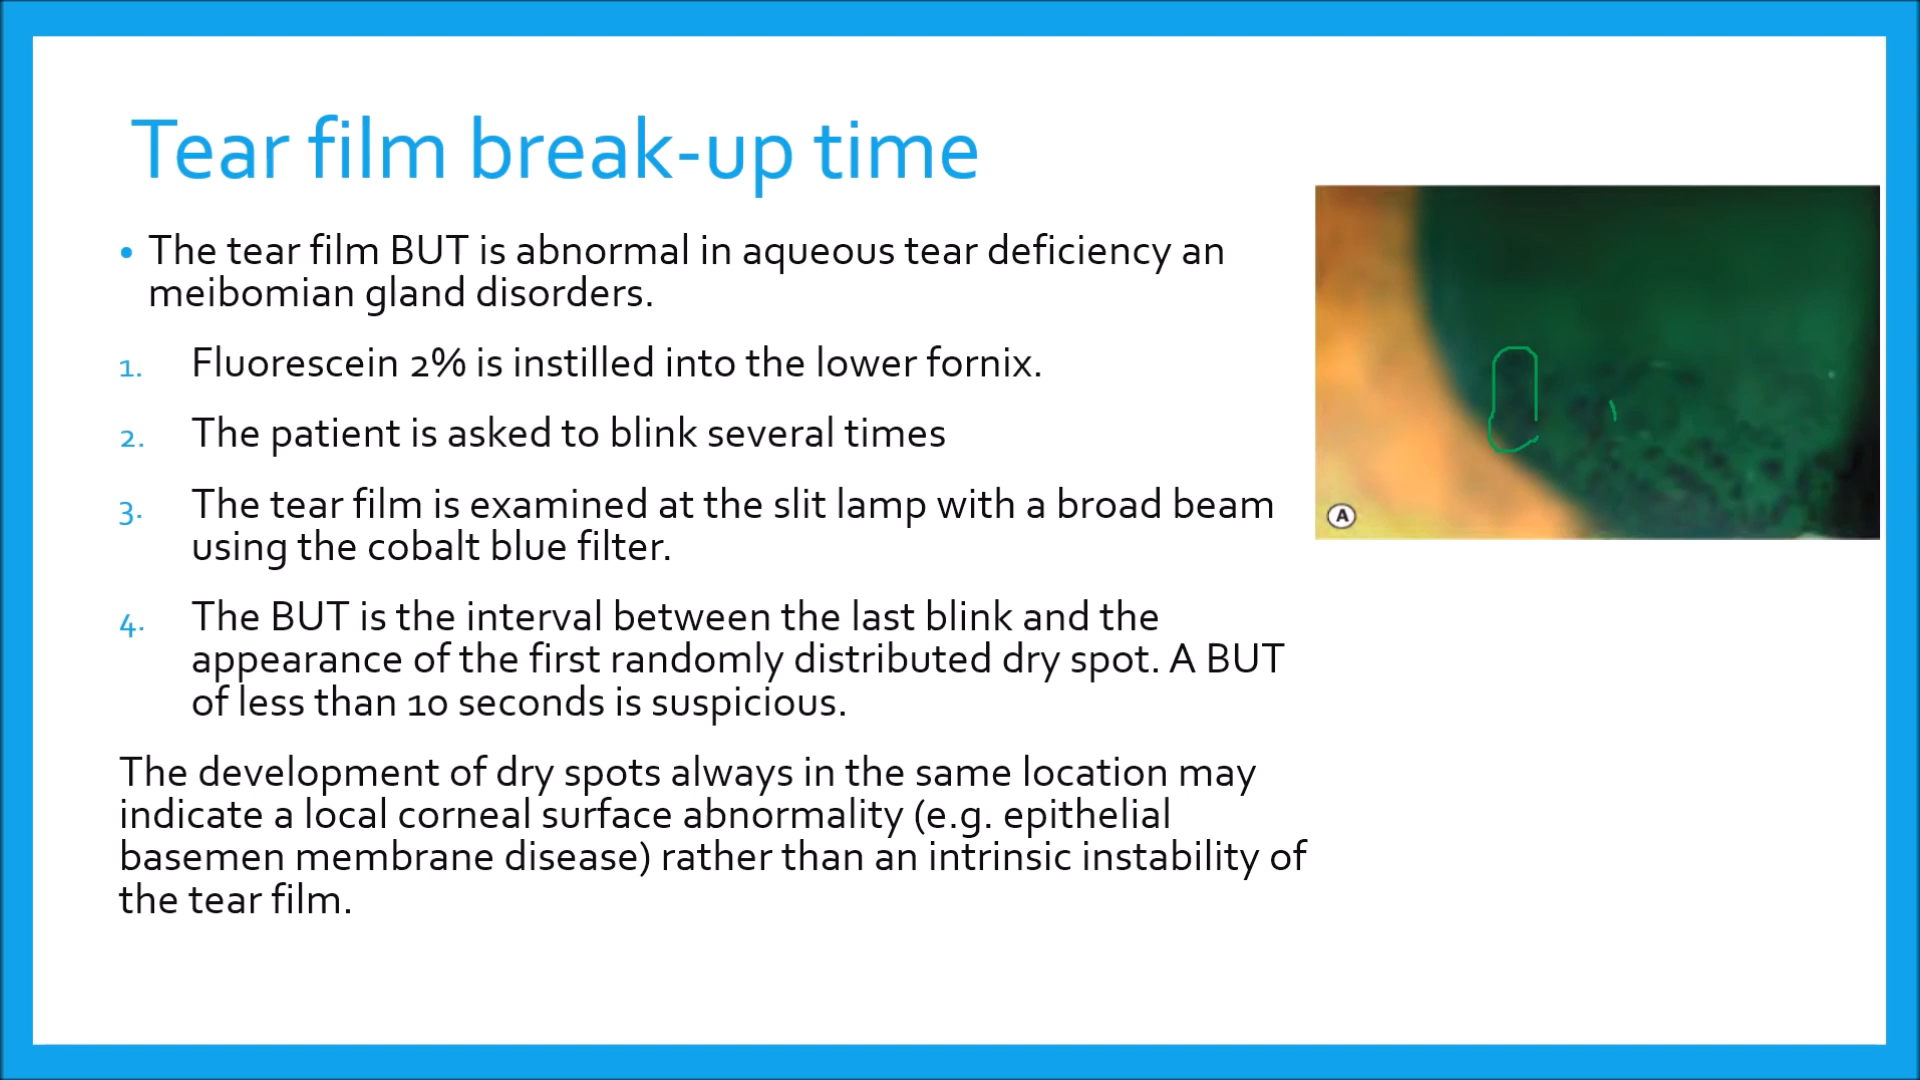 Tear film break-up time
• The tear film BUT is abnormal in aqueous tear deficiency an
meibomian gland disorders.
1. Fluorescein 2% is instilled into the lower fornix.
2. The patient is asked to blink several times
3. The tear film is examined at the slit lamp with a broad beam
using the cobalt blue filter.
4. The BUT is the interval between the last blink and the
appearance of the first randomly distributed dry spot. A BUT
of less than 10 seconds is suspicious.
The development of dry spots always in the same location may
indicate a local corneal surface abnormality (e.g. epithelial
basemen membrane disease) rather than an intrinsic instability of
the tear film.
A